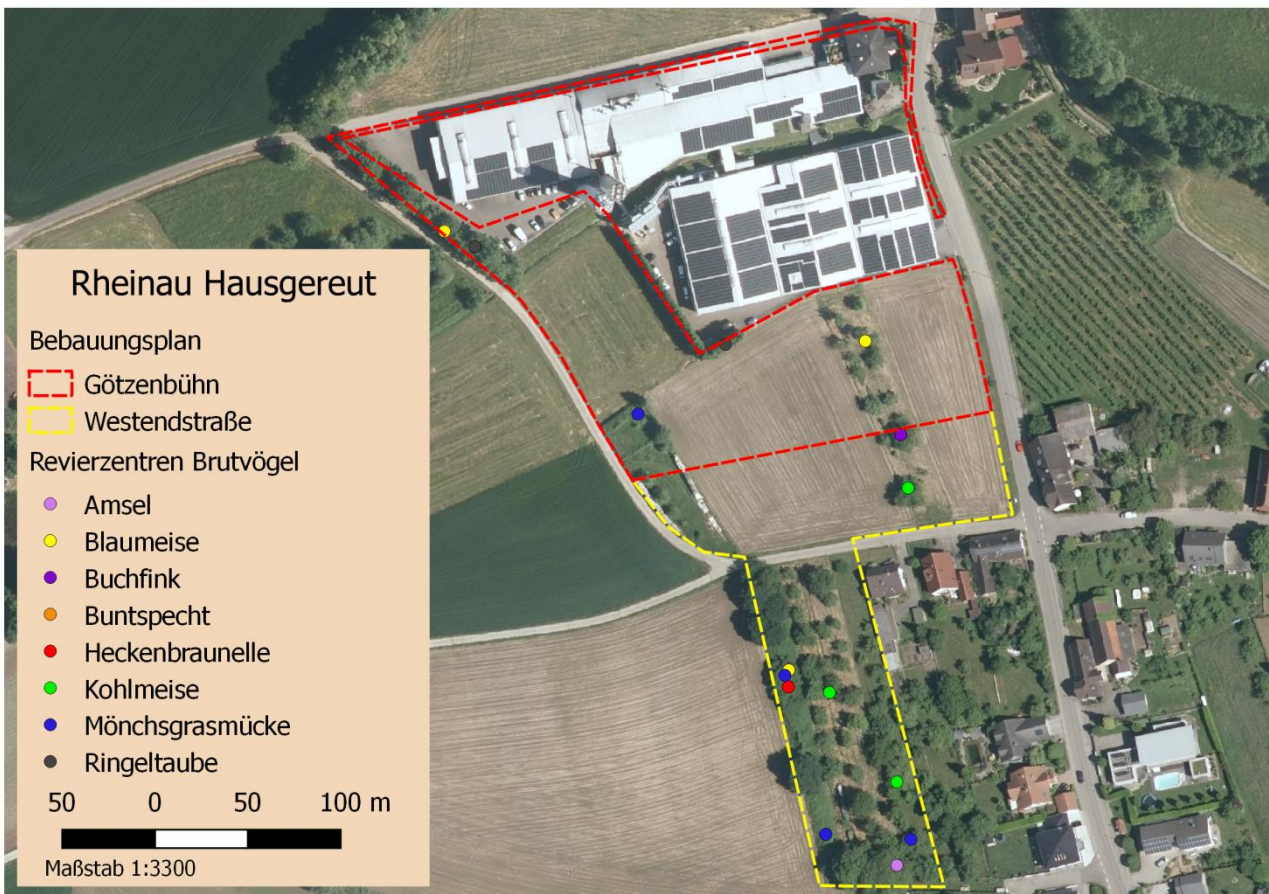 Rheinau Hausgereut
Bebauungsplan
Götzenbühn
Westendstraße
Revierzentren Brutvögel
Amsel
Blaumeise
Buchfink
Buntspecht
Heckenbraunelle
Kohlmeise
Mönchsgrasmücke
Ringeltaube
50 0 50 100 m
Maßstab 1:3300